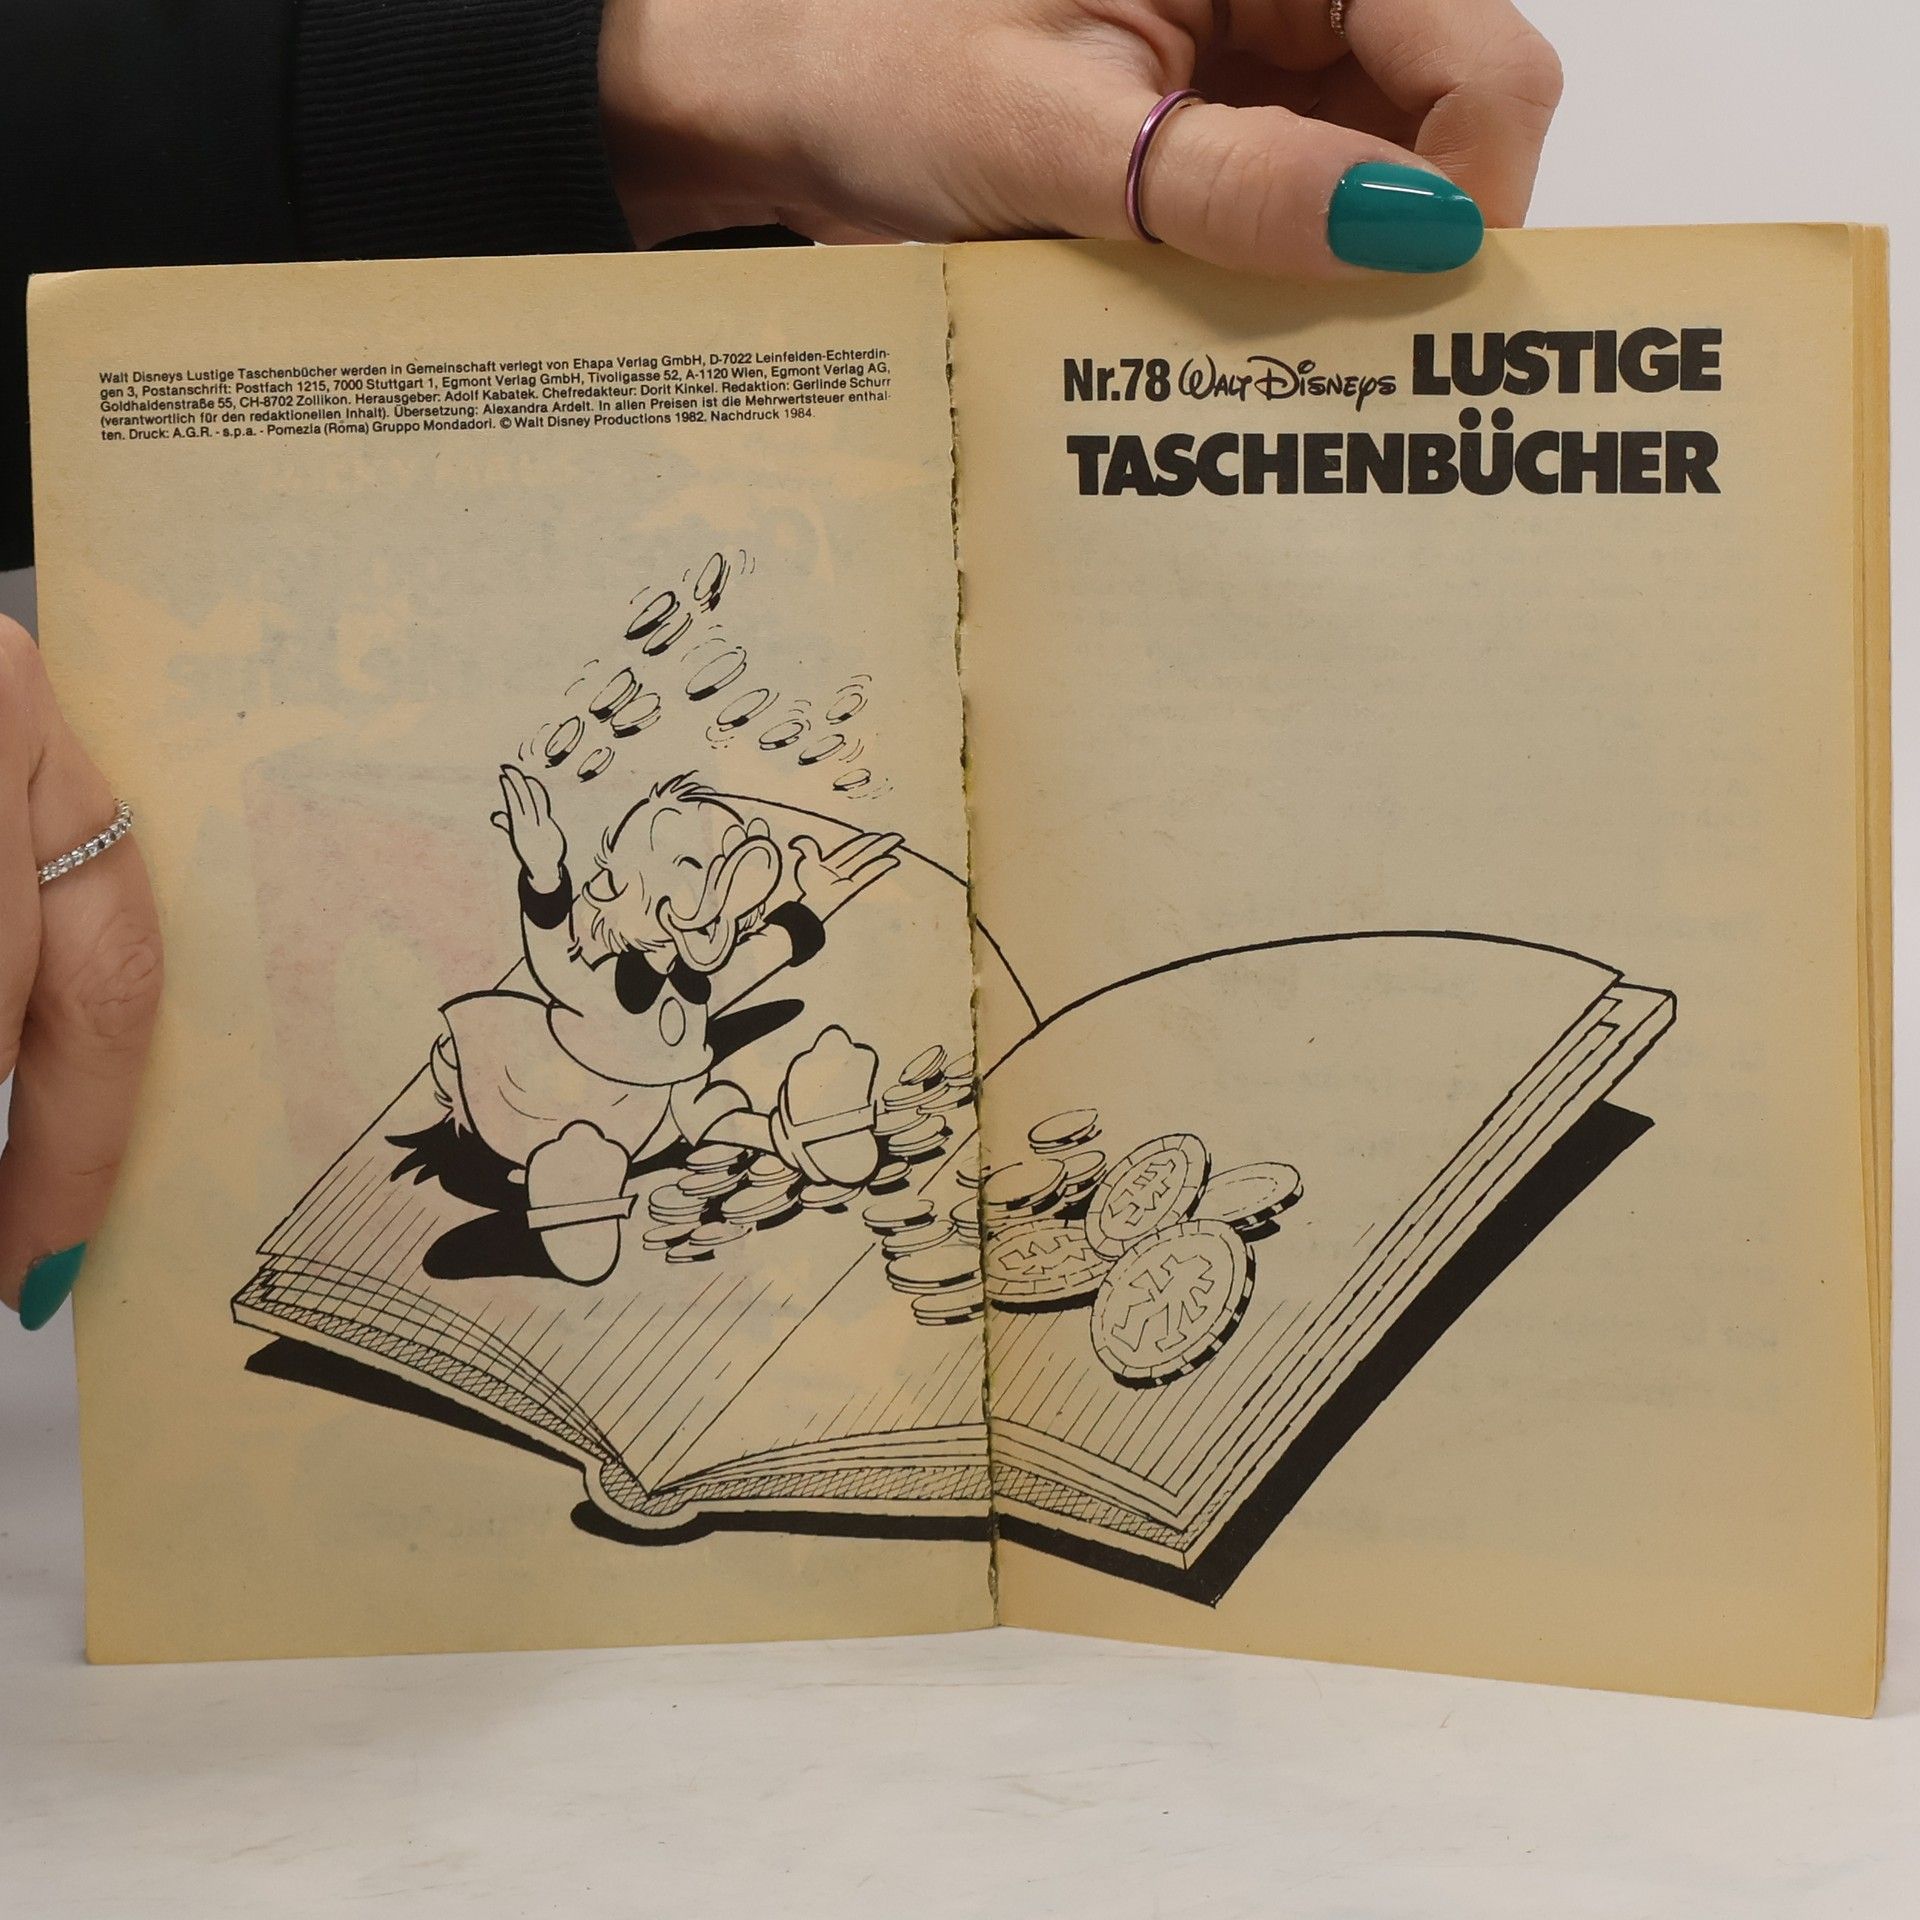 Walt Disneys Lustige Taschenbücher werden in Gemeinschaft verlegt von Ehapa Verlag GmbH, D-7022 Leinfelden-Echterdin-
gen 3, Postanschrift: Postfach 1215, 7000 Stuttgart 1, Egmont Verlag GmbH, Tivoligasse 52, A-1120 Wien, Egmont Verlag AG,
Goldhaldenstraße 55, CH-8702 Zollikon. Herausgeber: Adolf Kabatek. Chefredakteur: Dorit Kinkel. Redaktion: Gerlinde Schurr
(verantwortlich für den redaktionellen Inhalt). Übersetzung: Alexandra Ardelt. In allen Preisen ist die Mehrwertsteuer enthal-
ten. Druck: A.G.R. - s.p.a. - Pomezia (Roma) Gruppo Mondadori. © Walt Disney Productions 1982. Nachdruck 1984.
Nr.78 WALT DISNEYS LUSTIGE
TASCHENBÜCHER